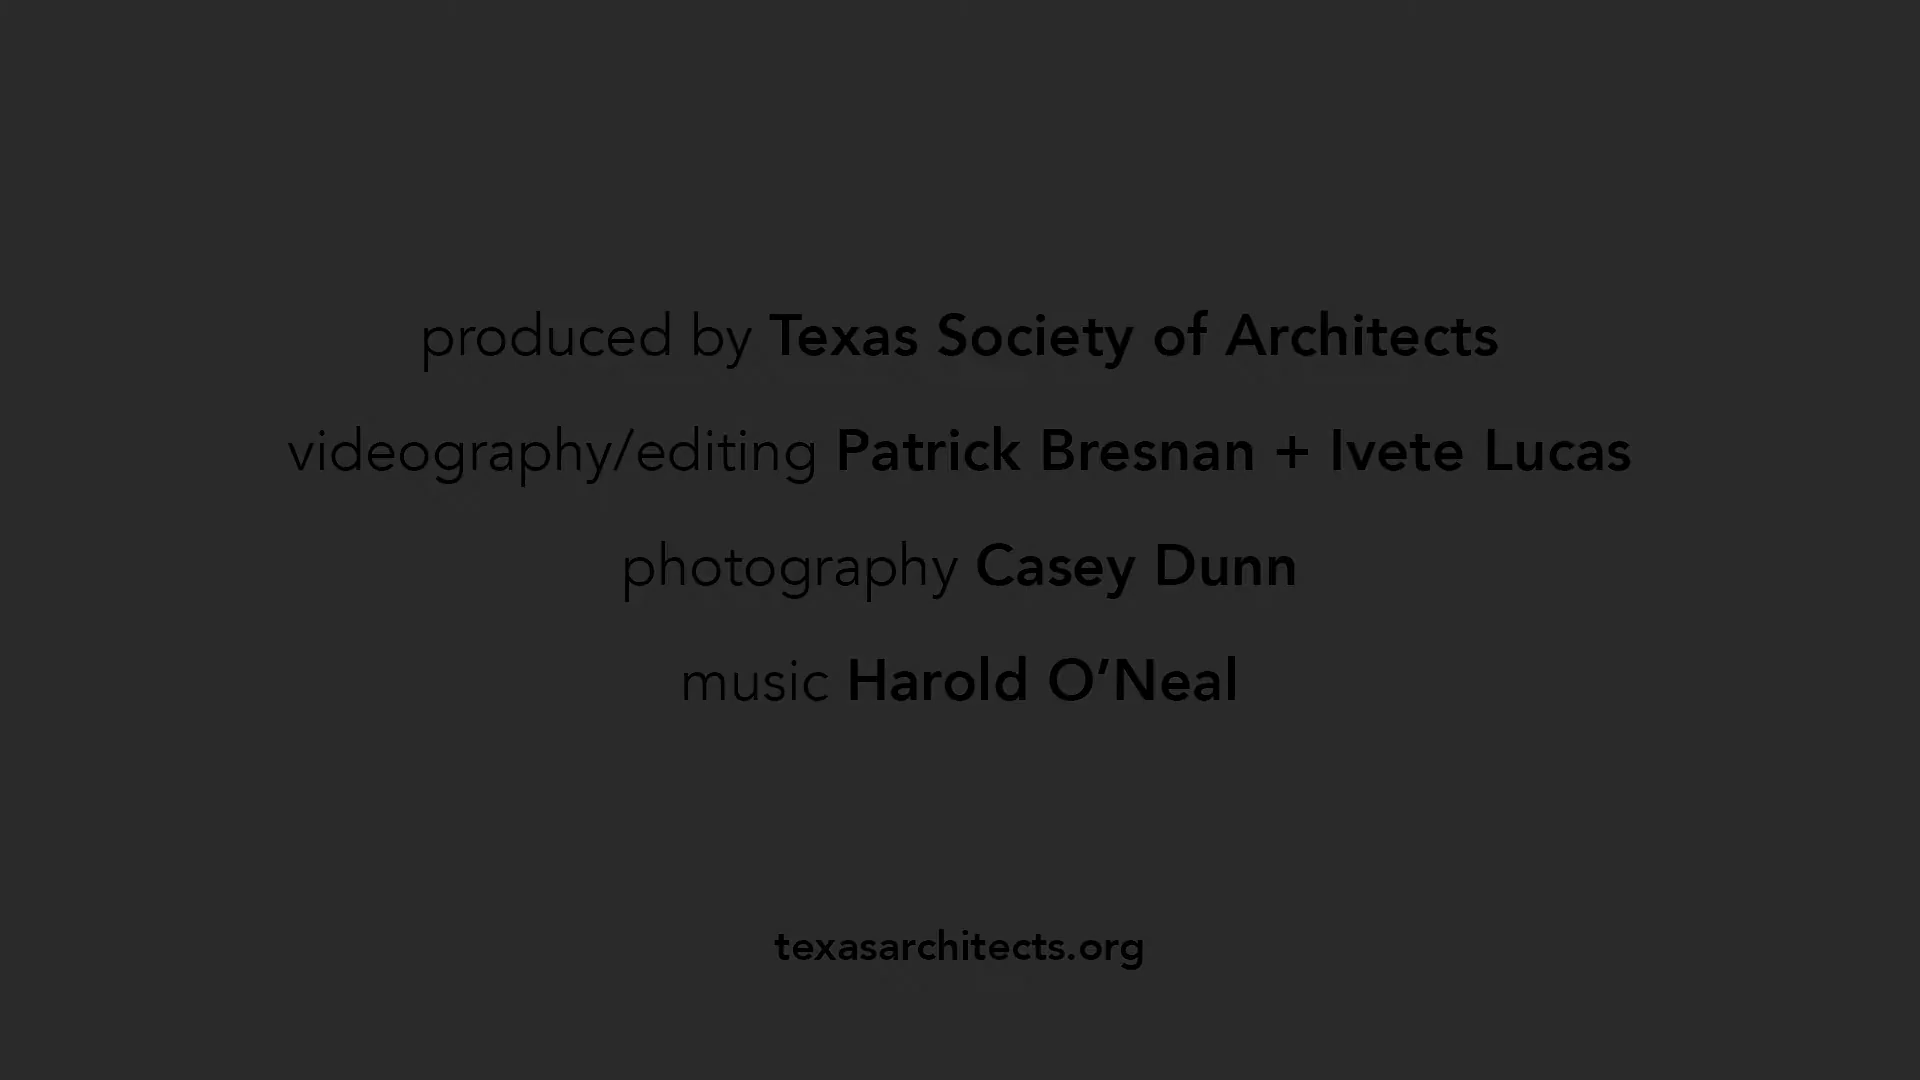 produced by Texas Society of Architects
videography/editing Patrick Bresnan + Ivete Lucas
photography Casey Dunn
music Harold O’Neal
texasarchitects.org